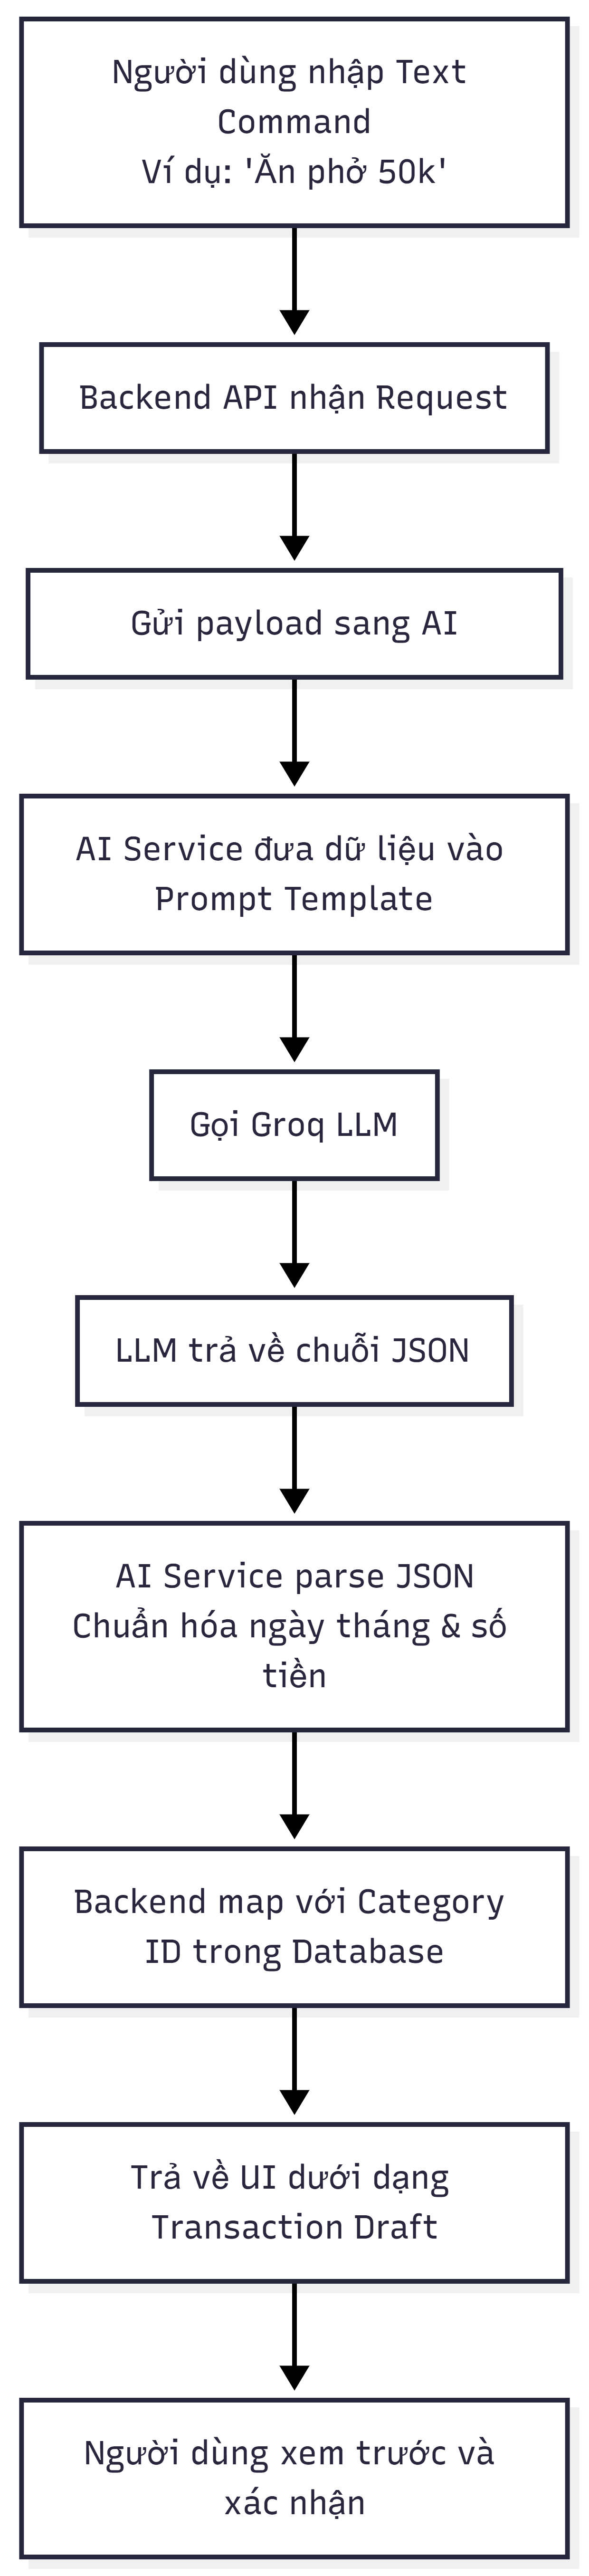 Người dùng nhập Text
Command
Ví dụ: 'Ăn phở 50k'
Backend API nhận Request
Gửi payload sang AI
AI Service đưa dữ liệu vào
Prompt Template
Gọi Groq LLM
LLM trả về chuỗi JSON
AI Service parse JSON
Chuẩn hóa ngày tháng & số
tiền
Backend map với Category
ID trong Database
Trả về UI dưới dạng
Transaction Draft
Người dùng xem trước và
xác nhận